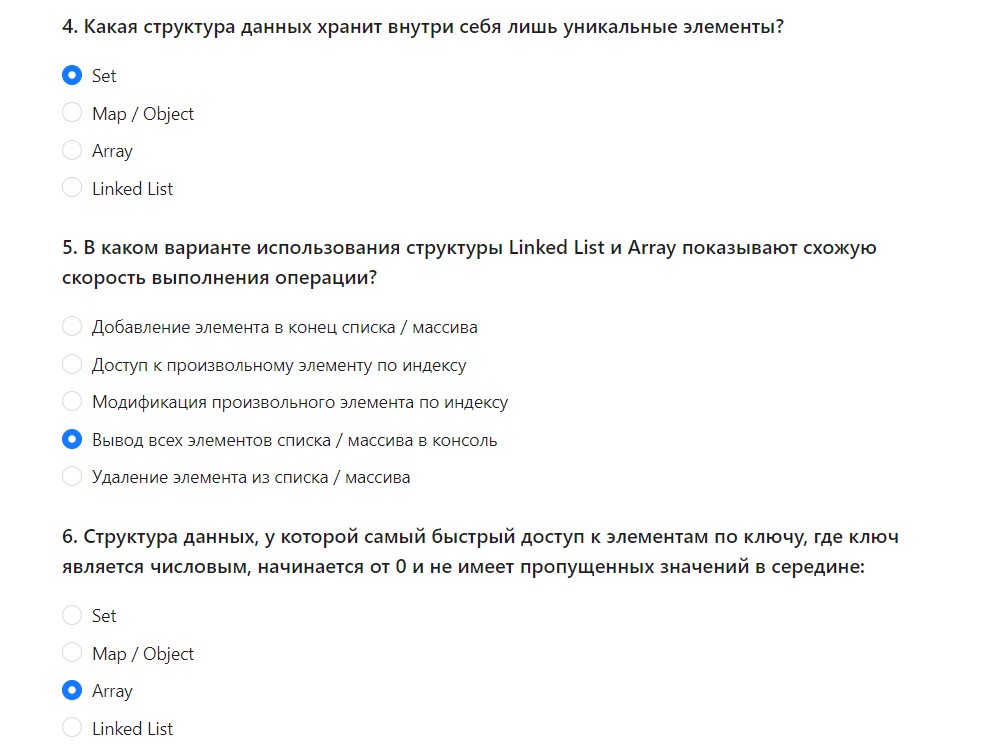 4. Какая структура данных хранит внутри себя лишь уникальные элементы?
Set
Map / Object
Array
Linked List
5. В каком варианте использования структуры Linked List и Array показывают схожую
скорость выполнения операции?
Добавление элемента в конец списка / массива
Доступ к произвольному элементу по индексу
Модификация произвольного элемента по индексу
Вывод всех элементов списка / массива в консоль
Удаление элемента из списка / массива
6. Структура данных, у которой самый быстрый доступ к элементам по ключу, где ключ
является числовым, начинается от 0 и не имеет пропущенных значений в середине:
Set
Map / Object
Array
Linked List